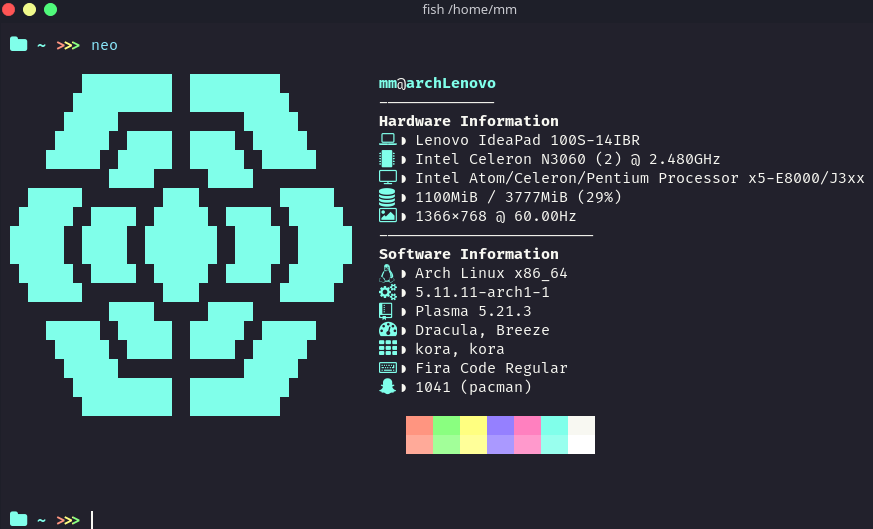 fish /home/mm
~ >>> neo
mm@archLenovo
-------------
Hardware Information
Lenovo IdeaPad 100S-14IBR
Intel Celeron N3060 (2) @ 2.480GHz
Intel Atom/Celeron/Pentium Processor x5-E8000/J3xx
1100MiB / 3777MiB (29%)
1366×768 @ 60.00Hz
------------------------
Software Information
Arch Linux x86_64
5.11.11-arch1-1
Plasma 5.21.3
Dracula, Breeze
kora, kora
Fira Code Regular
1041 (pacman)
~ >>>